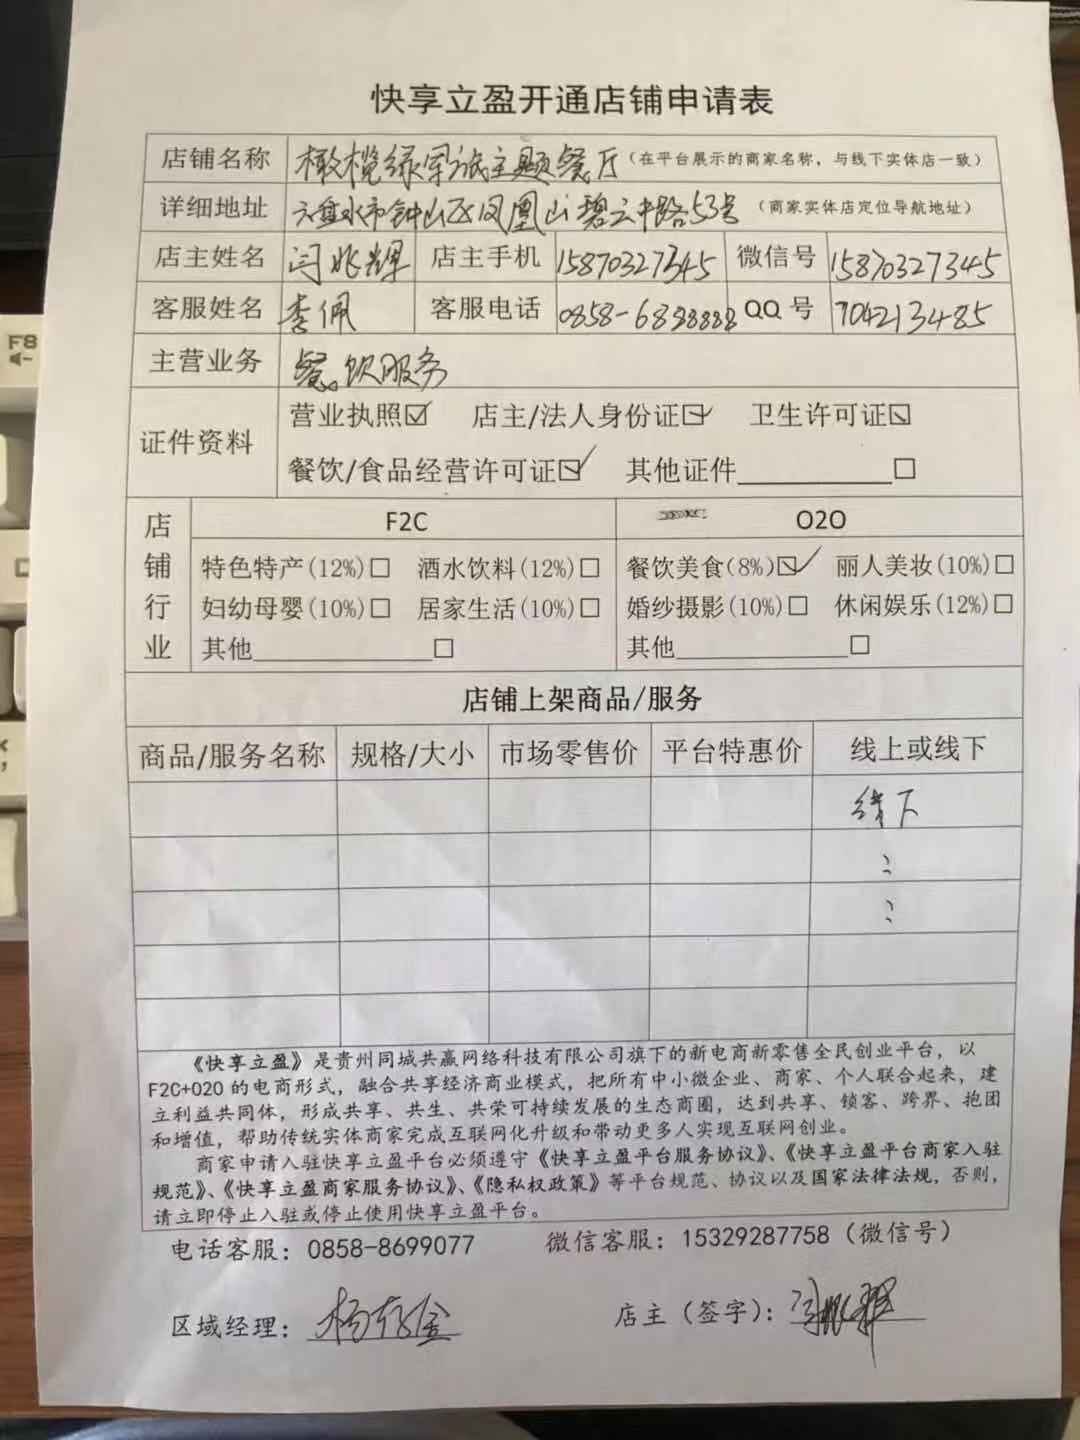 快享立盈开通店铺申请表
店铺名称 橄榄绿军派主题餐厅（在平台展示的商家名称，与线下实体店一致）
详细地址 六盘水市钟山区凤凰山碧云中路53号（商家实体店定位导航地址）
店主姓名 闫兆辉 店主手机 15870327345 微信号 15870327345
客服姓名 李佩 客服电话 0858-6888888 QQ号 704213485
主营业务 餐饮服务
证件资料 营业执照☑ 店主/法人身份证☑ 卫生许可证☑
餐饮/食品经营许可证☑ 其他证件____________□
店铺行业 F2C O2O
特色特产(12%)□ 酒水饮料(12%)□ 餐饮美食(8%)☑ 丽人美妆(10%)□
妇幼母婴(10%)□ 居家生活(10%)□ 婚纱摄影(10%)□ 休闲娱乐(12%)□
其他______________□ 其他______________□
店铺上架商品/服务
商品/服务名称 规格/大小 市场零售价 平台特惠价 线上或线下
线下
《快享立盈》是贵州同城共赢网络科技有限公司旗下的新电商新零售全民创业平台，以
F2C+O2O的电商形式，融合共享经济商业模式，把所有中小微企业、商家、个人联合起来，建
立利益共同体，形成共享、共生、共荣可持续发展的生态商圈，达到共享、锁客、跨界、抱团
和增值，帮助传统实体商家完成互联网化升级和带动更多人实现互联网创业。
商家申请入驻快享立盈平台必须遵守《快享立盈平台服务协议》、《快享立盈平台商家入驻
规范》、《快享立盈商家服务协议》、《隐私权政策》等平台规范、协议以及国家法律法规，否则，
请立即停止入驻或停止使用快享立盈平台。
电话客服：0858-8699077 微信客服：15329287758（微信号）
区域经理：杨存金 店主（签字）：闫兆辉
F8